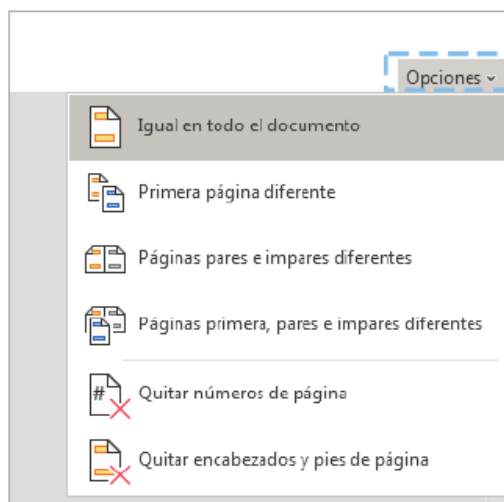 Opciones
Igual en todo el documento
Primera página diferente
Páginas pares e impares diferentes
Páginas primera, pares e impares diferentes
#
Quitar números de página
Quitar encabezados y pies de página